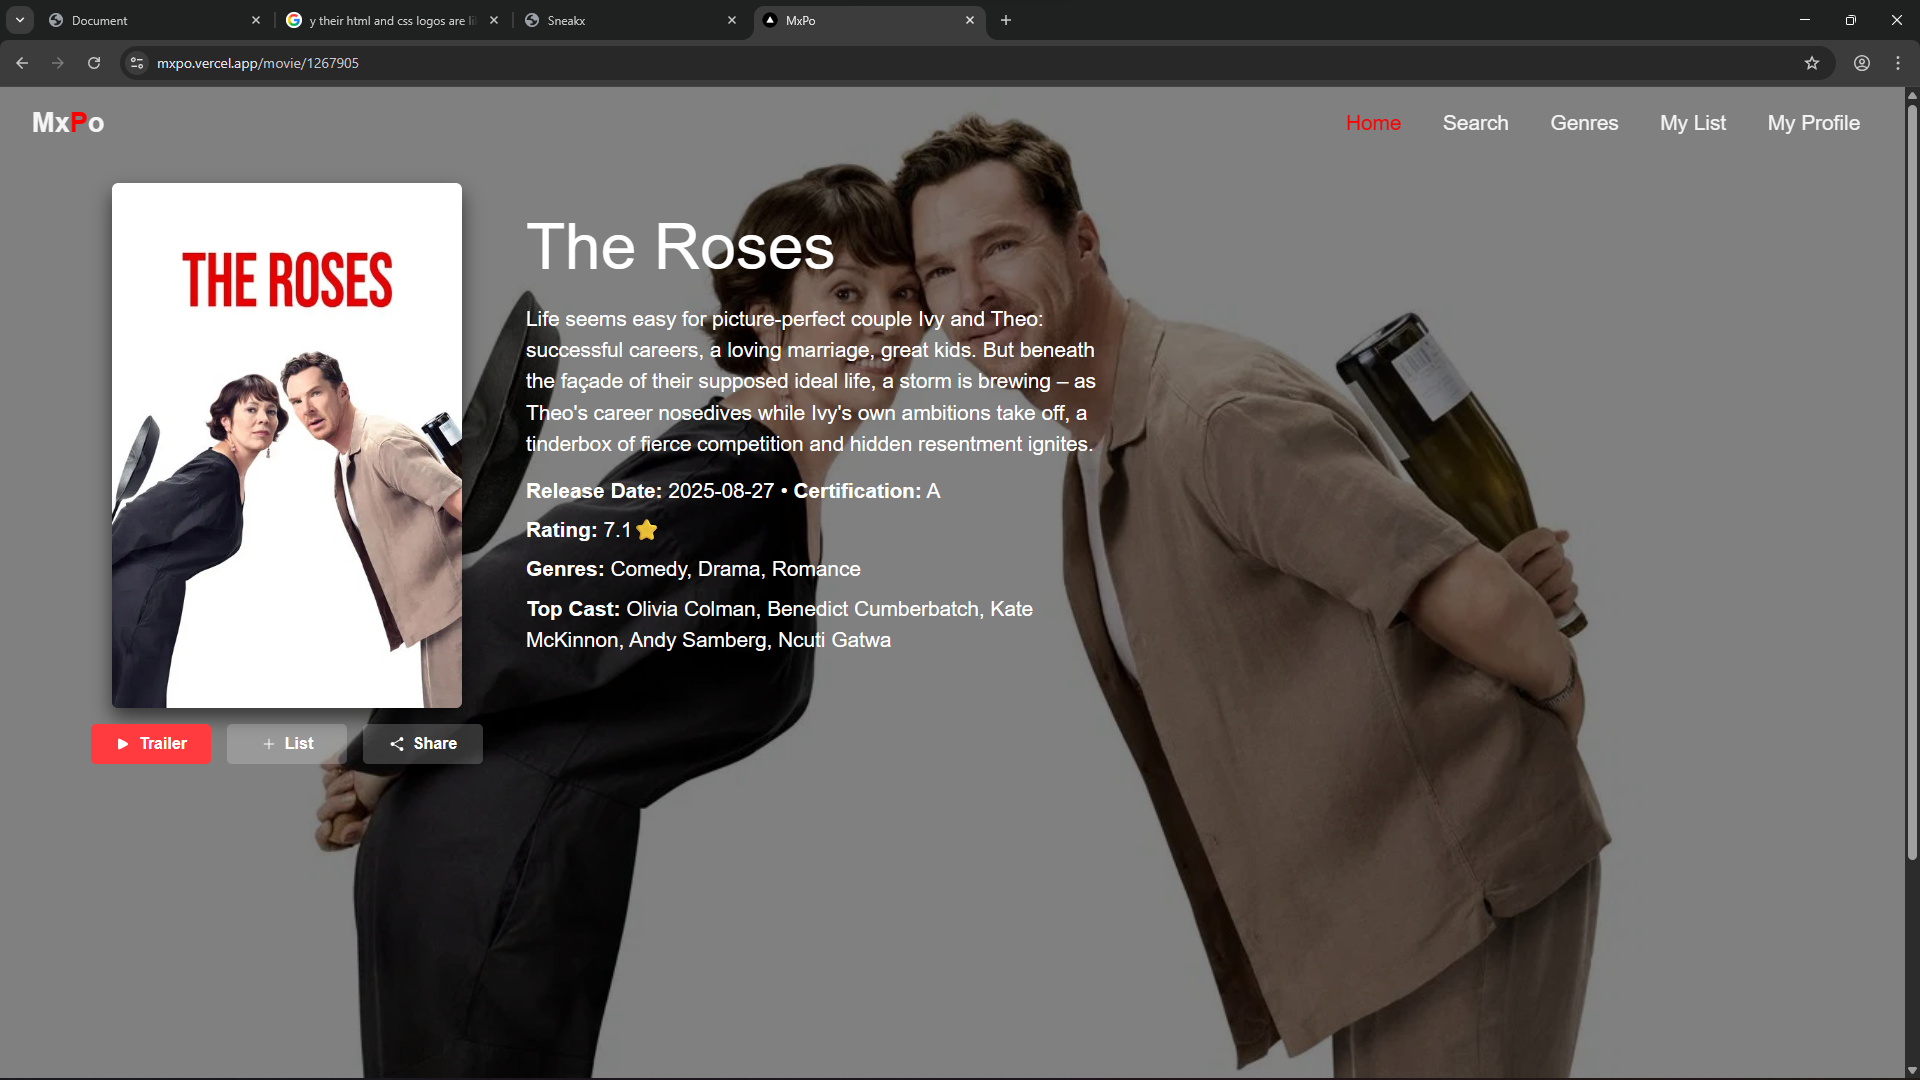 Document
y their html and css logos are li
Sneakx
MxPo
mxpo.vercel.app/movie/1267905
MxPo
Home
Search
Genres
My List
My Profile
THE ROSES
The Roses
Life seems easy for picture-perfect couple Ivy and Theo:
successful careers, a loving marriage, great kids. But beneath
the façade of their supposed ideal life, a storm is brewing – as
Theo's career nosedives while Ivy's own ambitions take off, a
tinderbox of fierce competition and hidden resentment ignites.
Release Date: 2025-08-27 • Certification: A
Rating: 7.1⭐
Genres: Comedy, Drama, Romance
Top Cast: Olivia Colman, Benedict Cumberbatch, Kate
McKinnon, Andy Samberg, Ncuti Gatwa
Trailer
+ List
Share